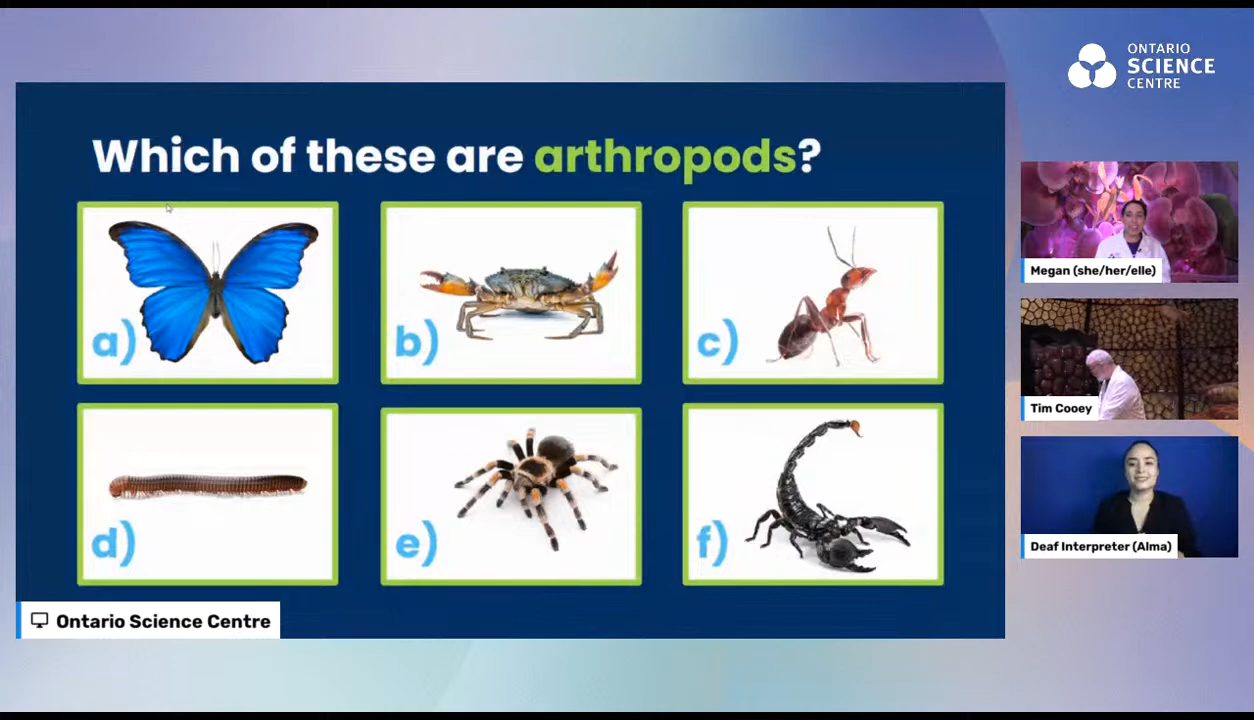 ONTARIO
SCIENCE
CENTRE
Which of these are arthropods?
a)
b)
c)
d)
e)
f)
Megan (she/her/elle)
Tim Cooey
Deaf Interpreter (Alma)
Ontario Science Centre